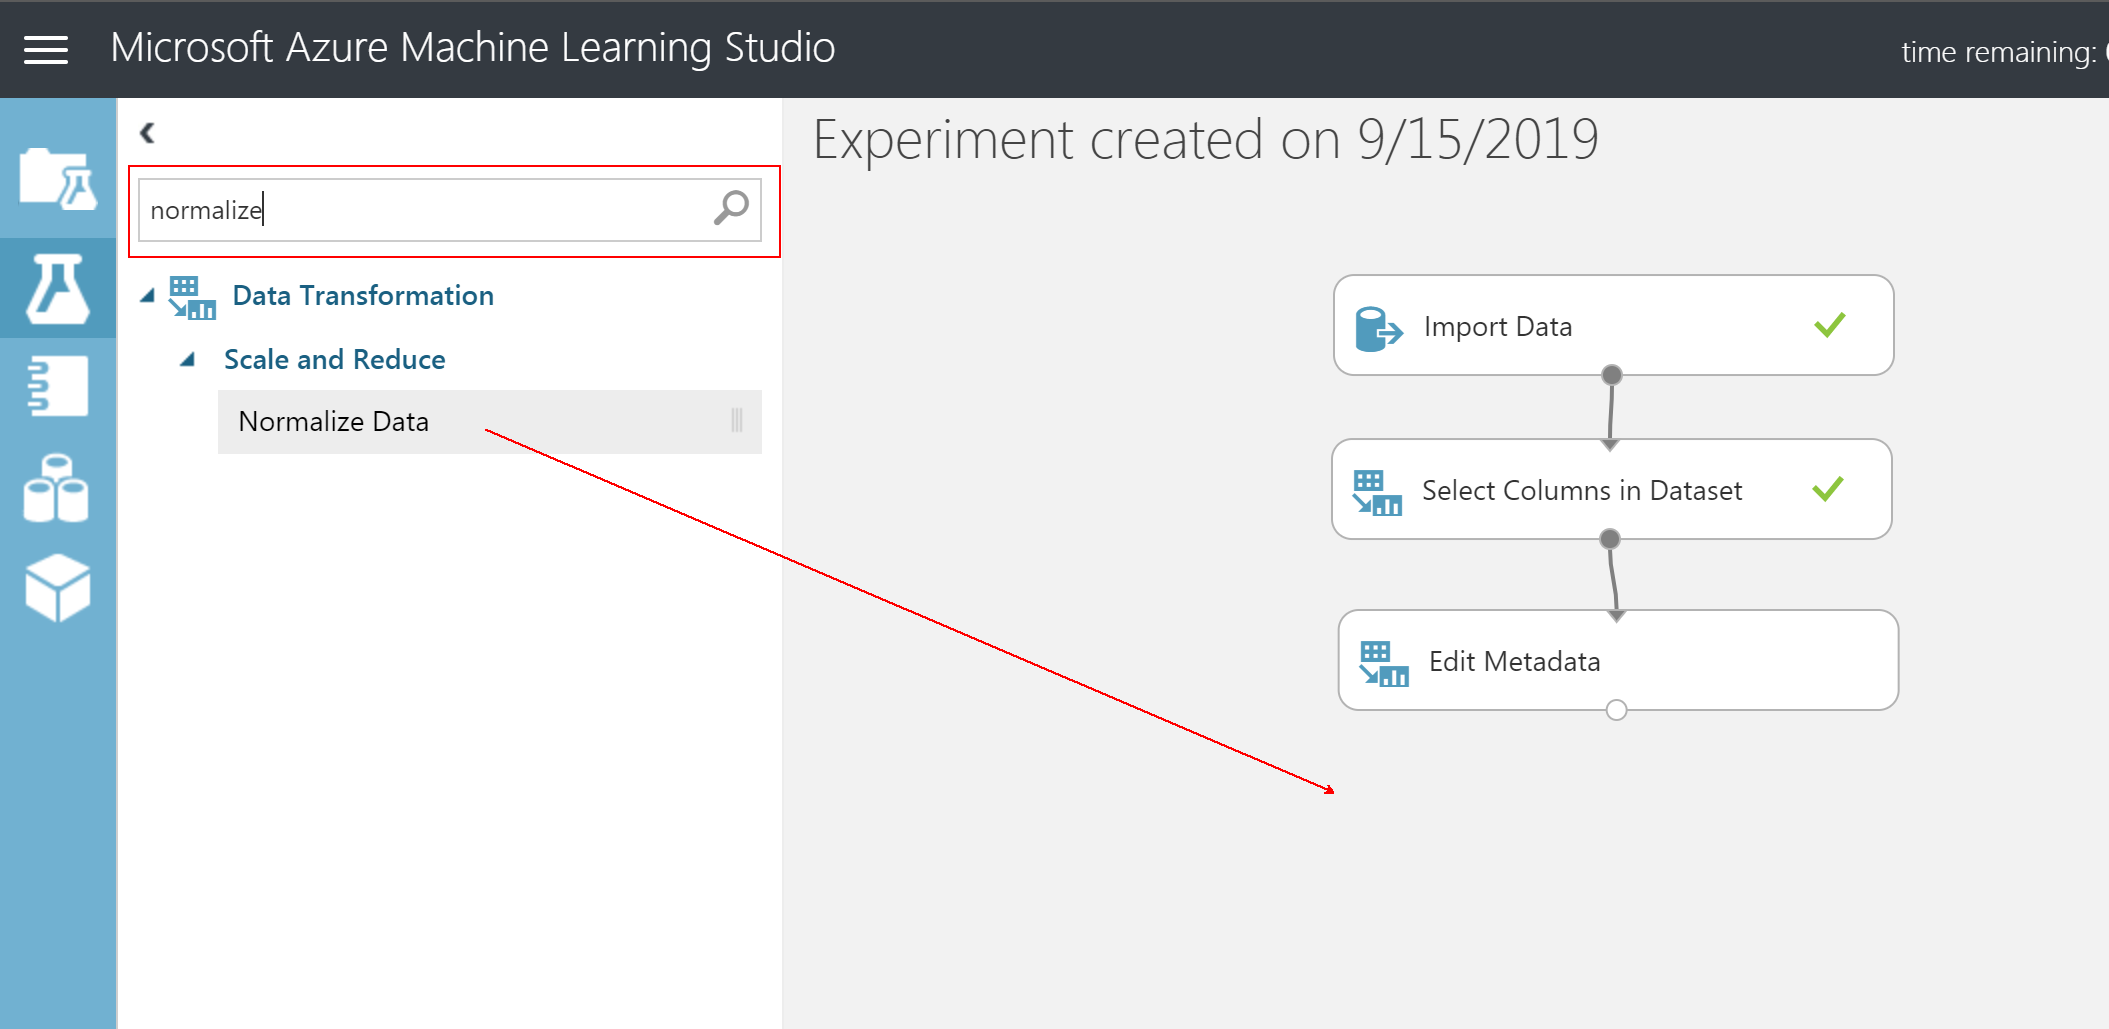 Microsoft Azure Machine Learning Studio
time remaining:
normalize
Data Transformation
Scale and Reduce
Normalize Data
Experiment created on 9/15/2019
Import Data
Select Columns in Dataset
Edit Metadata